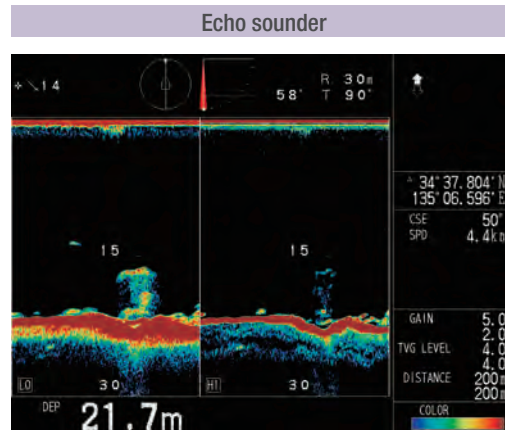 Echo sounder
14
R 30m
58° T 90°
34°37.804'N
135°06.596'E
CSE 50°
SPD 4.4kn
15 15
GAIN 5.0
2.0
TVG LEVEL 4.0
4.0
DISTANCE 200m
200m
LO 30 HI 30
DEP 21.7m
COLOR